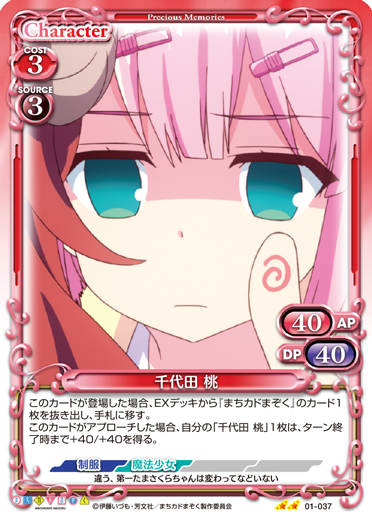 Precious Memories
Character
COST
3
SOURCE
3
40 AP
DP 40
千代田 桃
このカードが登場した場合、EXデッキから『まちカドまぞく』のカード1
枚を抜き出し、手札に移す。
このカードがアプローチした場合、自分の「千代田 桃」1枚は、ターン終
了時まで+40/+40を得る。
制服 魔法少女
違う、第一たまさくらちゃんは変わってなどいない
©伊藤いづも・芳文社/まちカドまぞく製作委員会
01-037